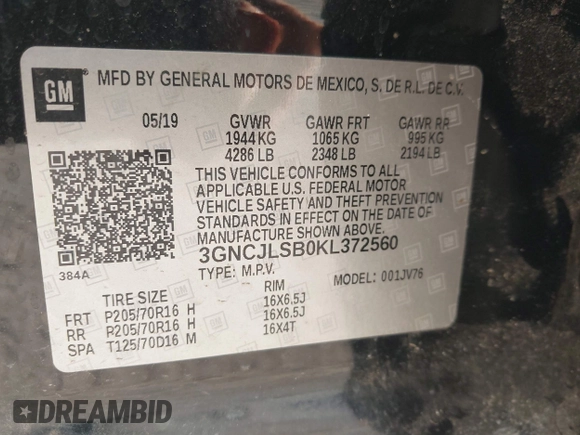 GM
MFD BY GENERAL MOTORS DE MEXICO, S. DE R.L. DE C.V.
05/19 GVWR GAWR FRT GAWR RR
1944 KG 1065 KG 995 KG
4286 LB 2348 LB 2194 LB
THIS VEHICLE CONFORMS TO ALL
APPLICABLE U.S. FEDERAL MOTOR
VEHICLE SAFETY AND THEFT PREVENTION
STANDARDS IN EFFECT ON THE DATE OF
MANUFACTURE SHOWN ABOVE.
384A
3GNCJLSB0KL372560
TYPE: M.P.V. MODEL: 001JV76
TIRE SIZE RIM
FRT P205/70R16 H 16X6.5J
RR P205/70R16 H 16X6.5J
SPA T125/70D16 M 16X4T
DREAMBID